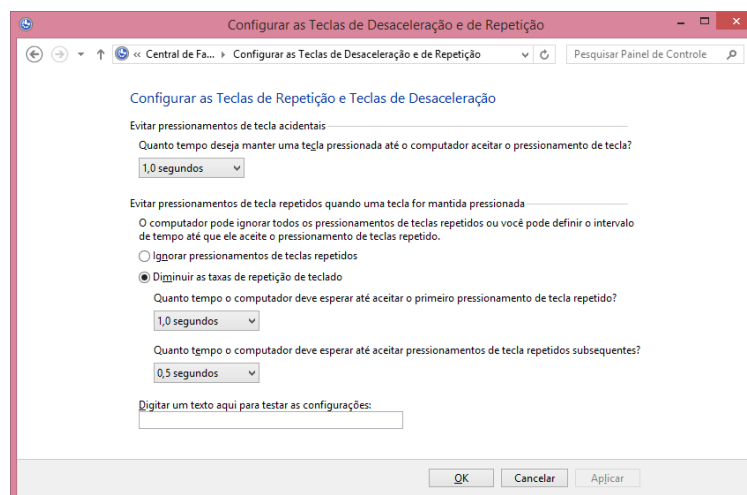 Configurar as Teclas de Desaceleração e de Repetição
« Central de Fa... Configurar as Teclas de Desaceleração e de Repetição Pesquisar Painel de Controle
Configurar as Teclas de Repetição e Teclas de Desaceleração
Evitar pressionamentos de tecla acidentais
Quanto tempo deseja manter uma tecla pressionada até o computador aceitar o pressionamento de tecla?
1,0 segundos
Evitar pressionamentos de tecla repetidos quando uma tecla for mantida pressionada
O computador pode ignorar todos os pressionamentos de teclas repetidos ou você pode definir o intervalo
de tempo até que ele aceite o pressionamento de teclas repetido.
Ignorar pressionamentos de teclas repetidos
Diminuir as taxas de repetição de teclado
Quanto tempo o computador deve esperar até aceitar o primeiro pressionamento de tecla repetido?
1,0 segundos
Quanto tempo o computador deve esperar até aceitar pressionamentos de tecla repetidos subsequentes?
0,5 segundos
Digitar um texto aqui para testar as configurações:
OK Cancelar Aplicar